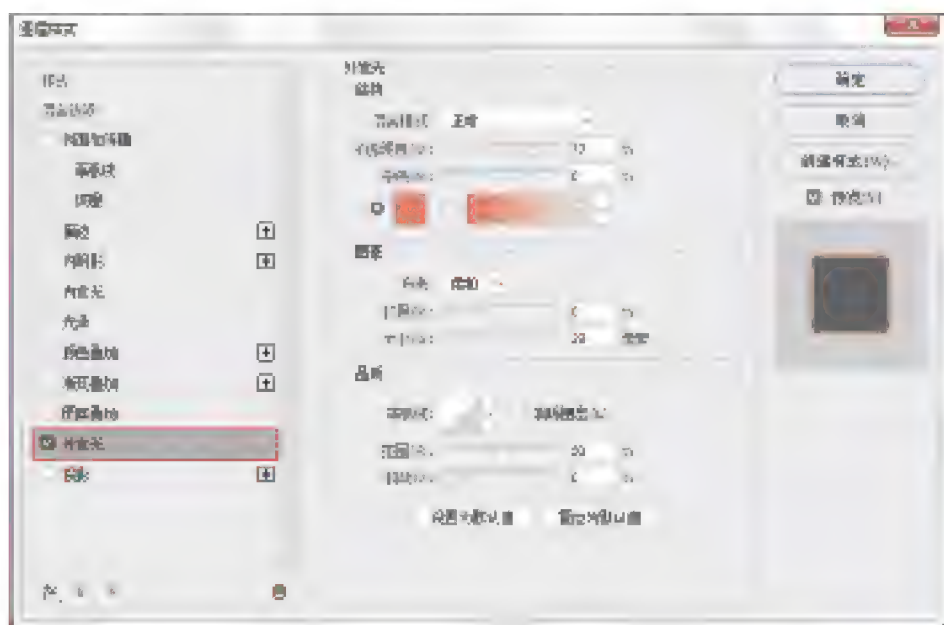 图层样式
样式
混合选项
斜面和浮雕
等高线
纹理
描边
内阴影
内发光
光泽
颜色叠加
渐变叠加
图案叠加
外发光
投影
fx
外发光
结构
混合模式: 正常
不透明度(O): %
杂色(N): 0 %
图素
方法: 柔和
扩展(P): 0 %
大小(S): 像素
品质
等高线: 消除锯齿(L)
范围(R): %
抖动(J): 0 %
设置为默认值 复位为默认值
确定
取消
新建样式(W)...
预览(V)